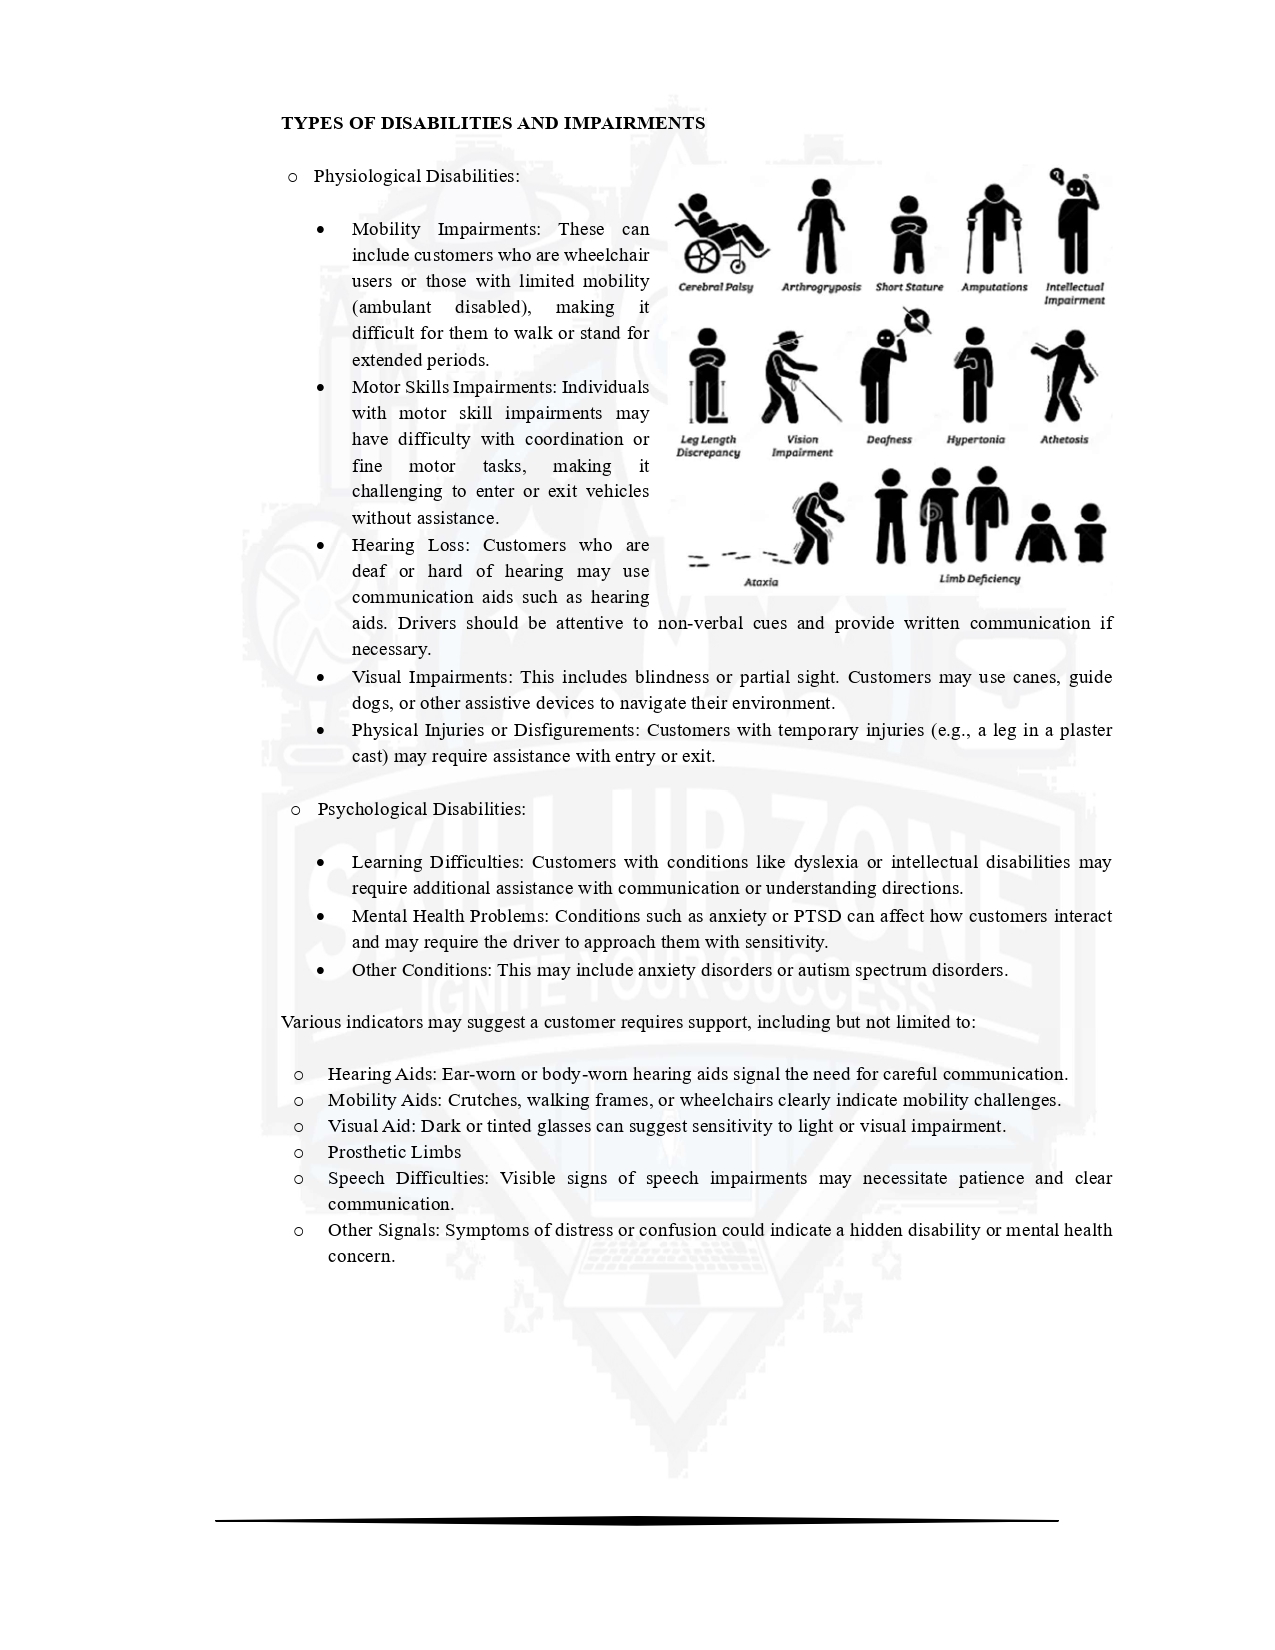 TYPES OF DISABILITIES AND IMPAIRMENTS
o Physiological Disabilities:
• Mobility Impairments: These can
include customers who are wheelchair
users or those with limited mobility
(ambulant disabled), making it
difficult for them to walk or stand for
extended periods.
• Motor Skills Impairments: Individuals
with motor skill impairments may
have difficulty with coordination or
fine motor tasks, making it
challenging to enter or exit vehicles
without assistance.
• Hearing Loss: Customers who are
deaf or hard of hearing may use
communication aids such as hearing
aids. Drivers should be attentive to non-verbal cues and provide written communication if
necessary.
Cerebral Palsy
Arthrogryposis
Short Stature
Amputations
Intellectual
Impairment
Leg Length
Discrepancy
Vision
Impairment
Deafness
Hypertonia
Athetosis
Ataxia
Limb Deficiency
• Visual Impairments: This includes blindness or partial sight. Customers may use canes, guide
dogs, or other assistive devices to navigate their environment.
• Physical Injuries or Disfigurements: Customers with temporary injuries (e.g., a leg in a plaster
cast) may require assistance with entry or exit.
o Psychological Disabilities:
• Learning Difficulties: Customers with conditions like dyslexia or intellectual disabilities may
require additional assistance with communication or understanding directions.
• Mental Health Problems: Conditions such as anxiety or PTSD can affect how customers interact
and may require the driver to approach them with sensitivity.
• Other Conditions: This may include anxiety disorders or autism spectrum disorders.
Various indicators may suggest a customer requires support, including but not limited to:
o Hearing Aids: Ear-worn or body-worn hearing aids signal the need for careful communication.
o Mobility Aids: Crutches, walking frames, or wheelchairs clearly indicate mobility challenges.
o Visual Aid: Dark or tinted glasses can suggest sensitivity to light or visual impairment.
o Prosthetic Limbs
o Speech Difficulties: Visible signs of speech impairments may necessitate patience and clear
communication.
o Other Signals: Symptoms of distress or confusion could indicate a hidden disability or mental health
concern.
SKILL UP ZONE
IGNITE YOUR SUCCESS